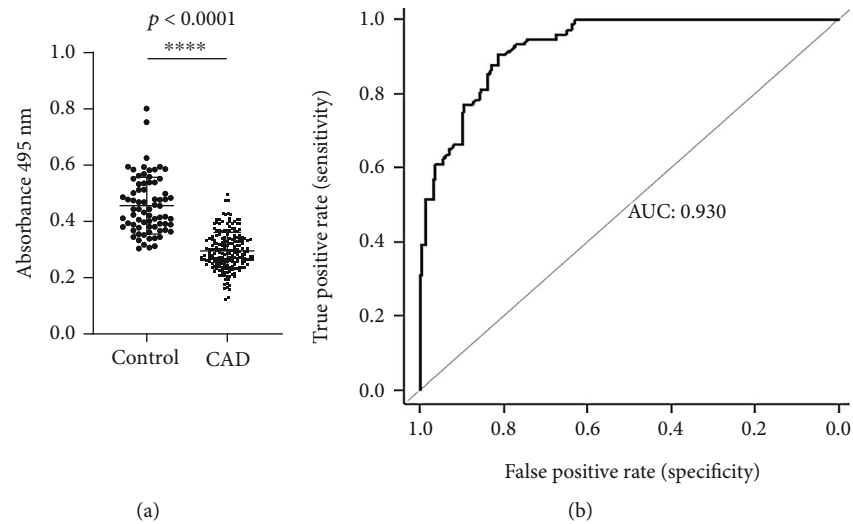 p < 0.0001
****
1.0
0.8
0.6
0.4
0.2
0.0
Absorbance 495 nm
Control
CAD
(a)
1.0
0.8
0.6
0.4
0.2
0.0
True positive rate (sensitivity)
AUC: 0.930
1.0
0.8
0.6
0.4
0.2
0.0
False positive rate (specificity)
(b)